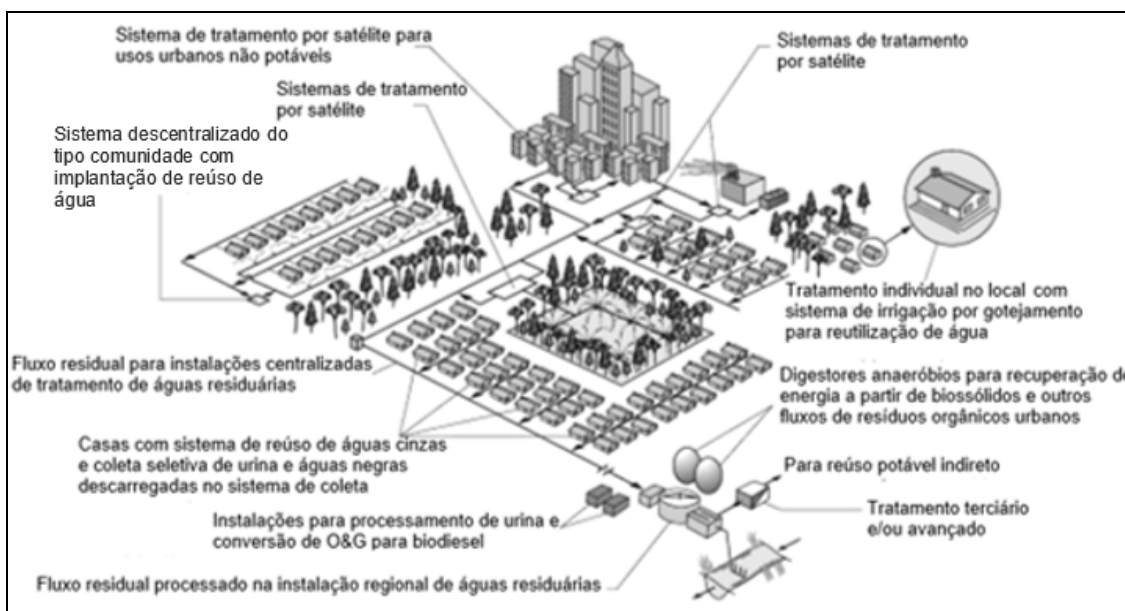 Sistema de tratamento por satélite para
usos urbanos não potáveis
Sistemas de tratamento
por satélite
Sistemas de tratamento
por satélite
Sistema descentralizado do
tipo comunidade com
implantação de reúso de
água
Tratamento individual no local com
sistema de irrigação por gotejamento
para reutilização de água
Fluxo residual para instalações centralizadas
de tratamento de águas residuárias
Digestores anaeróbios para recuperação de
energia a partir de biossólidos e outros
fluxos de resíduos orgânicos urbanos
Casas com sistema de reúso de águas cinzas
e coleta seletiva de urina e águas negras
descarregadas no sistema de coleta
Para reúso potável indireto
Tratamento terciário
e/ou avançado
Instalações para processamento de urina e
conversão de O&G para biodiesel
Fluxo residual processado na instalação regional de águas residuárias